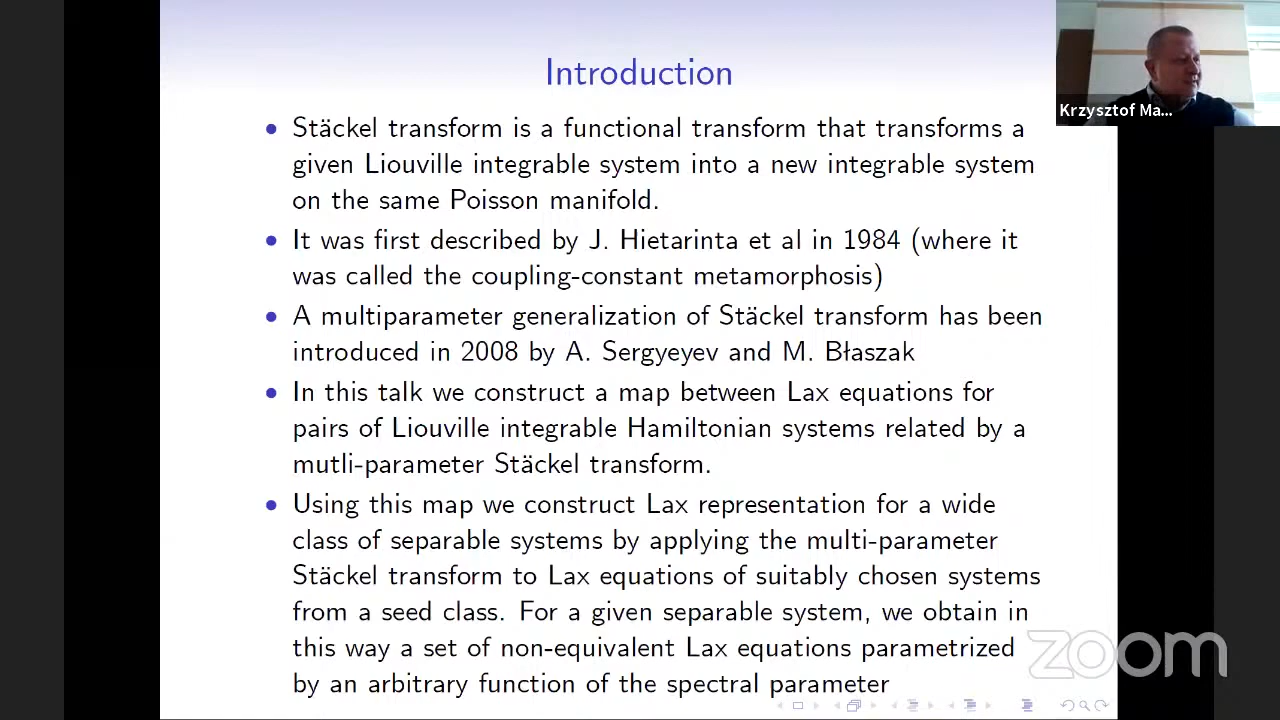 Introduction
• Stäckel transform is a functional transform that transforms a
given Liouville integrable system into a new integrable system
on the same Poisson manifold.
• It was first described by J. Hietarinta et al in 1984 (where it
was called the coupling-constant metamorphosis)
• A multiparameter generalization of Stäckel transform has been
introduced in 2008 by A. Sergyeyev and M. Błaszak
• In this talk we construct a map between Lax equations for
pairs of Liouville integrable Hamiltonian systems related by a
mutli-parameter Stäckel transform.
• Using this map we construct Lax representation for a wide
class of separable systems by applying the multi-parameter
Stäckel transform to Lax equations of suitably chosen systems
from a seed class. For a given separable system, we obtain in
this way a set of non-equivalent Lax equations parametrized
by an arbitrary function of the spectral parameter
Krzysztof Ma...
zoom